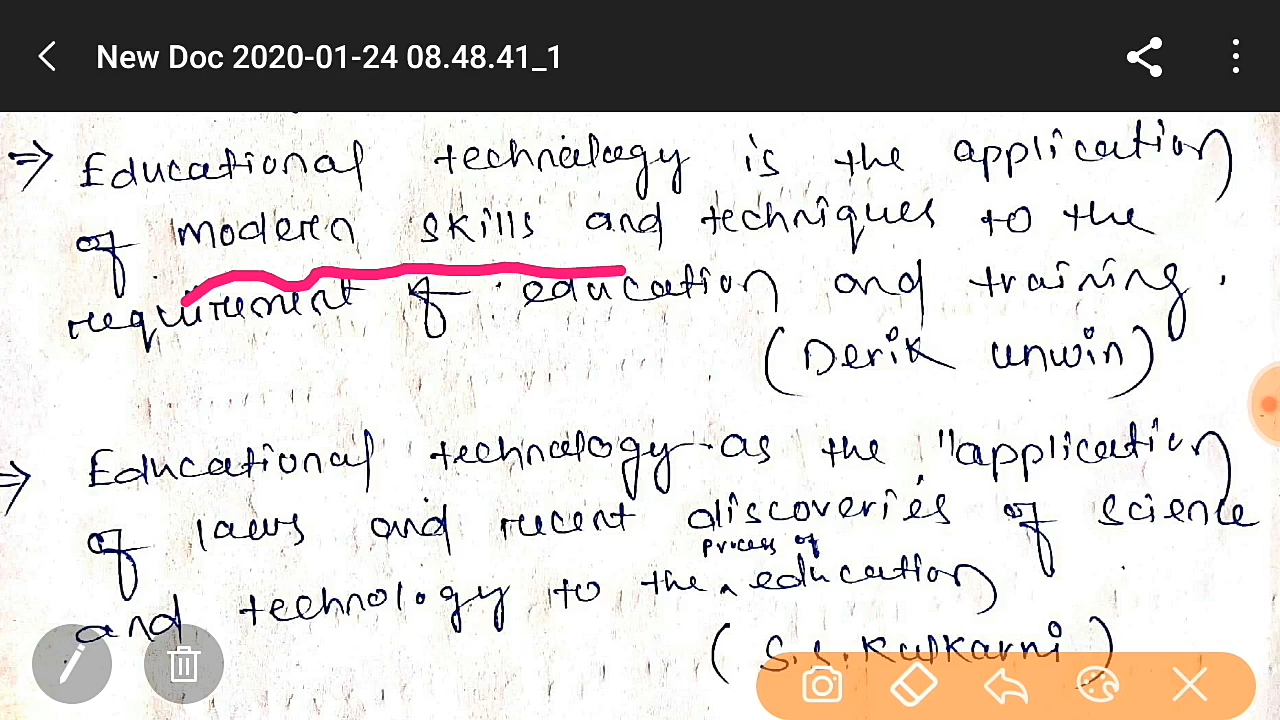 New Doc 2020-01-24 08.48.41_1
⇒ Educational technology is the application
of modern skills and techniques to the
requirement of education and training.
(Derik unwin)
⇒ Educational technology as the "application
of laws and recent discoveries of science
process of
and technology to the ‸ education
(S.S. Kulkarni)